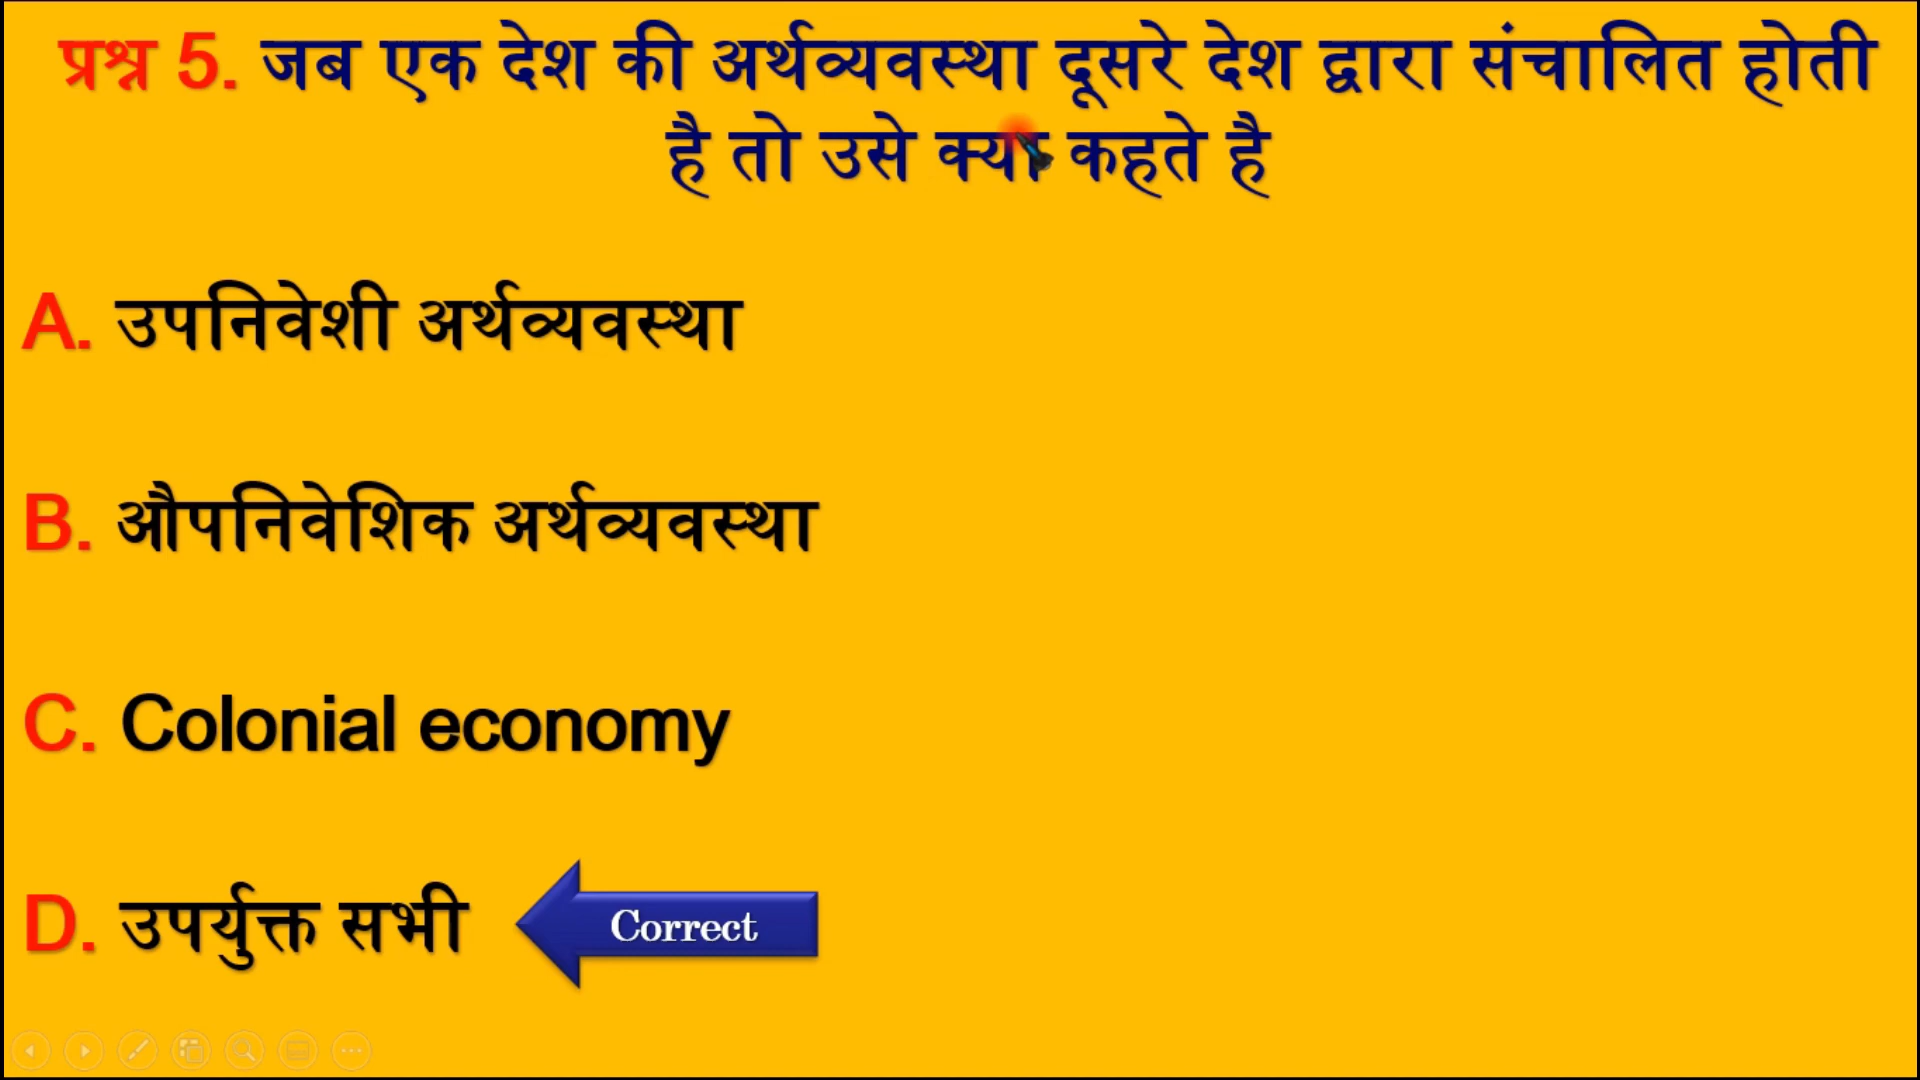 प्रश्न 5. जब एक देश की अर्थव्यवस्था दूसरे देश द्वारा संचालित होती
है तो उसे क्या कहते है
A. उपनिवेशी अर्थव्यवस्था
B. औपनिवेशिक अर्थव्यवस्था
C. Colonial economy
D. उपर्युक्त सभी
Correct